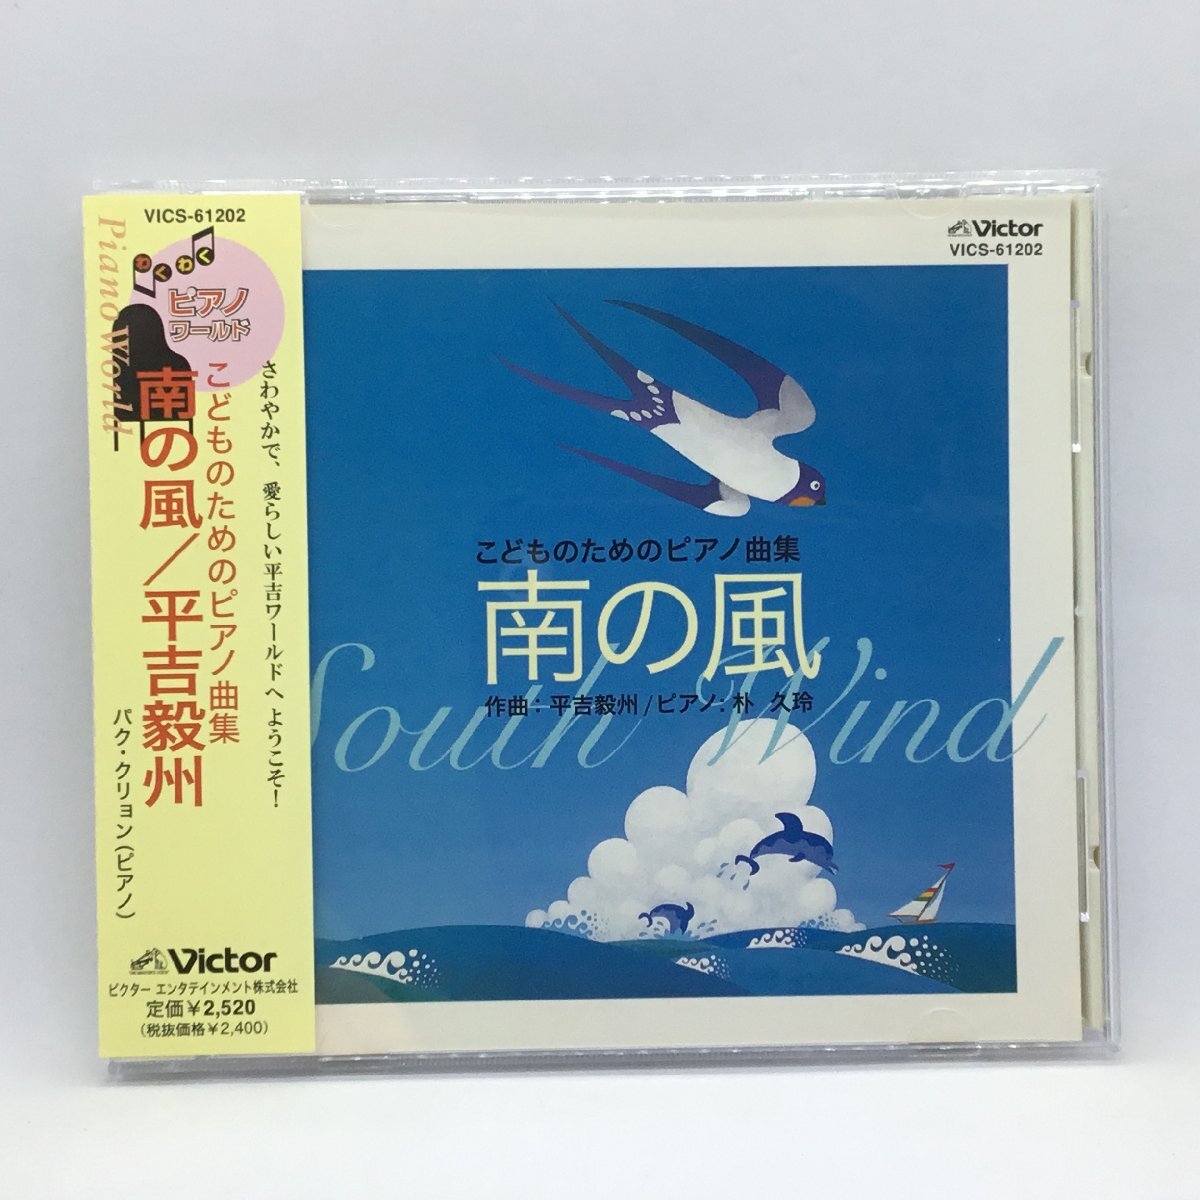 VICS-61202
Piano World
わくわく
ピアノ
ワールド
さわやかで、愛らしい平吉ワールドへ ようこそ!
こどものためのピアノ曲集
南の風/平吉毅州
パク・クリョン(ピアノ)
Victor
ビクター エンタテインメント株式会社
定価￥2,520
(税抜価格￥2,400)
Victor
VICS-61202
こどものためのピアノ曲集
南の風
South Wind
作曲:平吉毅州/ピアノ:朴 久玲